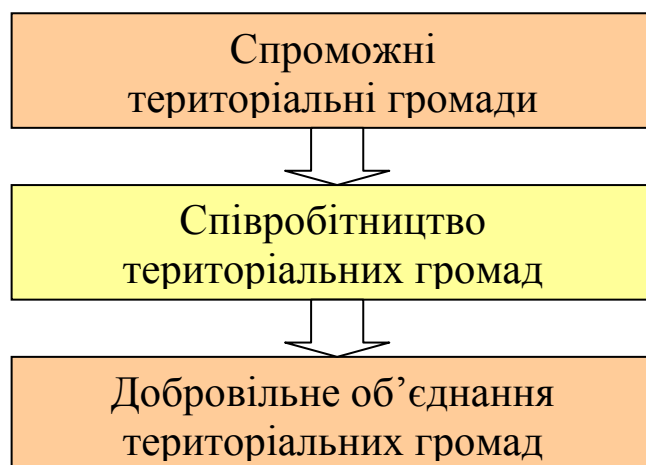 Спроможні
територіальні громади
Співробітництво
територіальних громад
Добровільне об’єднання
територіальних громад